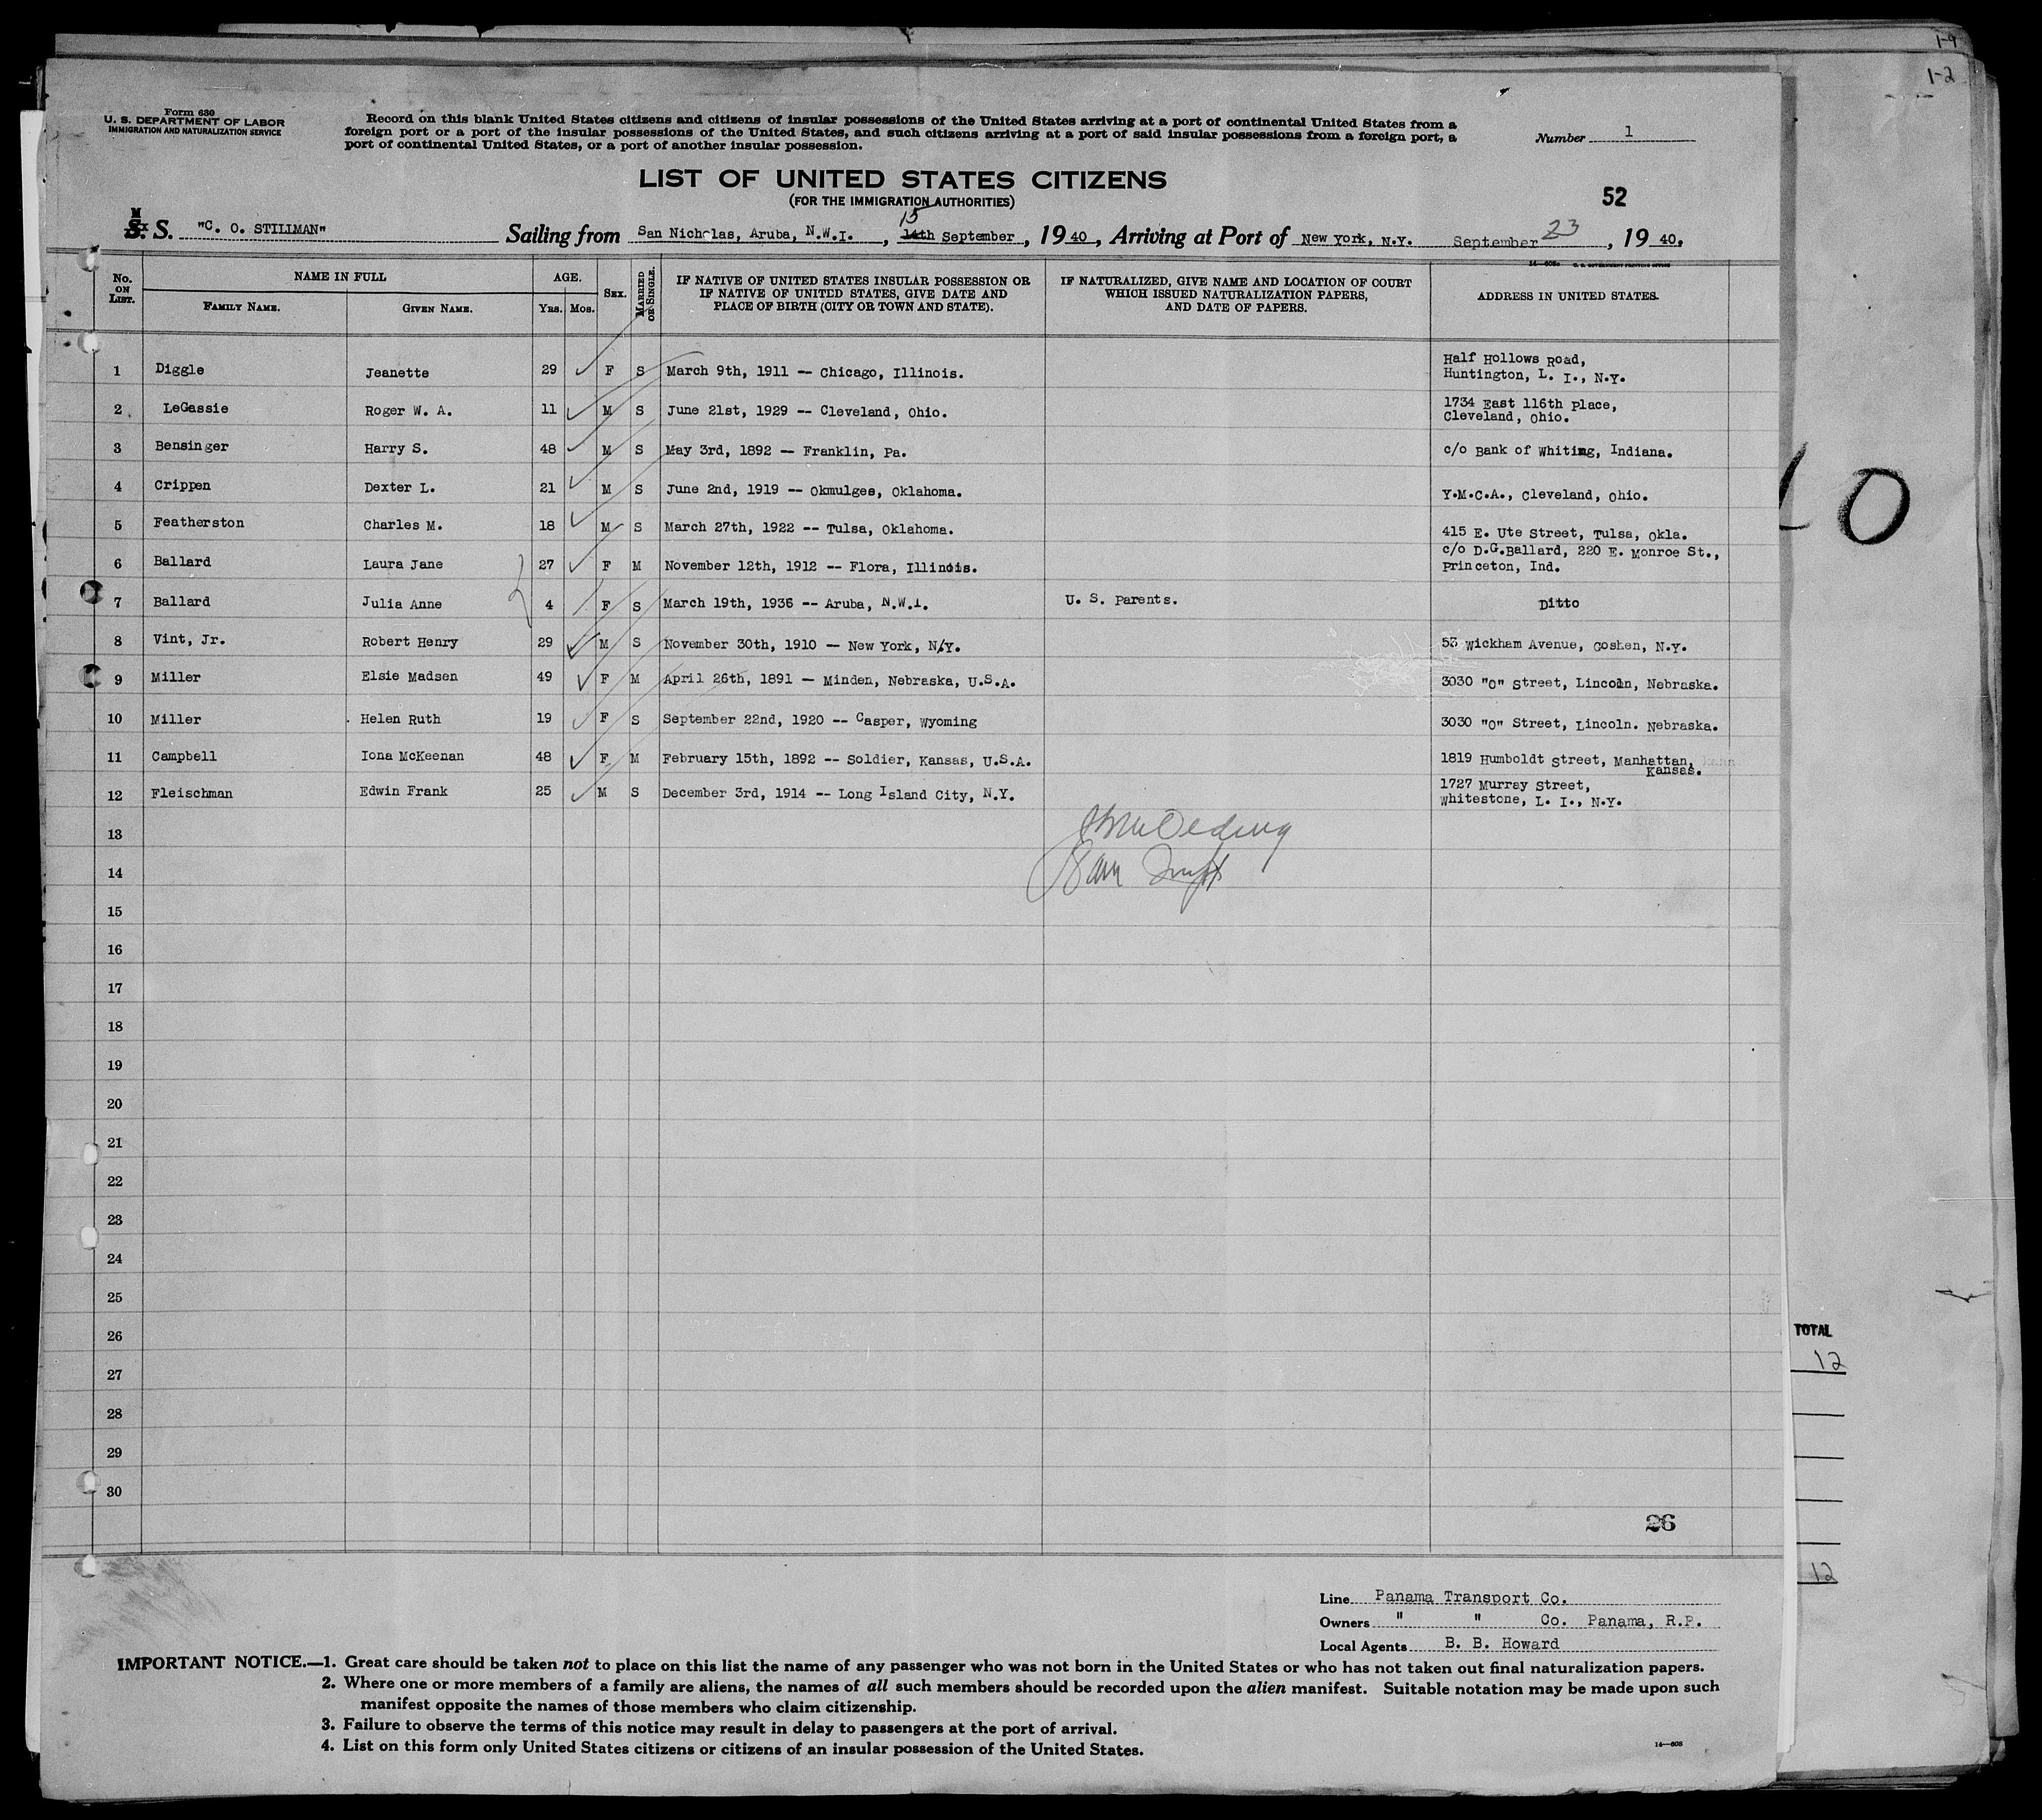 1-9
1-2
Form 630
U. S. DEPARTMENT OF LABOR
IMMIGRATION AND NATURALIZATION SERVICE
Record on this blank United States citizens and citizens of insular possessions of the United States arriving at a port of continental United States from a
foreign port or a port of the insular possessions of the United States, and such citizens arriving at a port of said insular possessions from a foreign port, a
port of continental United States, or a port of another insular possession.
Number 1
LIST OF UNITED STATES CITIZENS
(FOR THE IMMIGRATION AUTHORITIES)
52
M
S. S. "C. O. STILLMAN" Sailing from San Nicholas, Aruba, N.W.I. , 15 14th September , 19 40 , Arriving at Port of New York, N.Y. September 23 , 19 40.
No. ON LIST.
NAME IN FULL
FAMILY NAME.
GIVEN NAME.
AGE.
YRS. MOS.
SEX.
MARRIED OR SINGLE.
IF NATIVE OF UNITED STATES INSULAR POSSESSION OR
IF NATIVE OF UNITED STATES, GIVE DATE AND
PLACE OF BIRTH (CITY OR TOWN AND STATE).
IF NATURALIZED, GIVE NAME AND LOCATION OF COURT
WHICH ISSUED NATURALIZATION PAPERS,
AND DATE OF PAPERS.
ADDRESS IN UNITED STATES.
1 Diggle Jeanette 29 F S March 9th, 1911 -- Chicago, Illinois. Half Hollows Road,
Huntington, L. I., N.Y.
2 LeGassie Roger W. A. 11 M S June 21st, 1929 -- Cleveland, Ohio. 1734 East 116th Place,
Cleveland, Ohio.
3 Bensinger Harry S. 48 M S May 3rd, 1892 -- Franklin, Pa. c/o Bank of Whiting, Indiana.
4 Crippen Dexter L. 21 M S June 2nd, 1919 -- Okmulgee, Oklahoma. Y.M.C.A., Cleveland, Ohio.
5 Featherston Charles M. 18 M S March 27th, 1922 -- Tulsa, Oklahoma. 415 E. Ute Street, Tulsa, Okla.
6 Ballard Laura Jane 27 F M November 12th, 1912 -- Flora, Illinois. c/o D.G.Ballard, 220 E. Monroe St.,
Princeton, Ind.
7 Ballard Julia Anne 4 F S March 19th, 1936 -- Aruba, N.W.I. U. S. Parents. Ditto
8 Vint, Jr. Robert Henry 29 M S November 30th, 1910 -- New York, N.Y. 53 Wickham Avenue, Goshen, N.Y.
9 Miller Elsie Madsen 49 F M April 26th, 1891 -- Minden, Nebraska, U.S.A. 3030 "O" Street, Lincoln, Nebraska.
10 Miller Helen Ruth 19 F S September 22nd, 1920 -- Casper, Wyoming 3030 "O" Street, Lincoln. Nebraska.
11 Campbell Iona McKeenan 48 F M February 15th, 1892 -- Soldier, Kansas, U.S.A. 1819 Humboldt Street, Manhattan,
Kansas.
12 Fleischman Edwin Frank 25 M S December 3rd, 1914 -- Long Island City, N.Y. 1727 Murray Street,
Whitestone, L. I., N.Y.
13
14
15
16
17
18
19
20
21
22
23
24
25
26
27
28
29
30
26
10
TOTAL
12
12
Line Panama Transport Co.
Owners " " Co. Panama, R.P.
Local Agents B. B. Howard
IMPORTANT NOTICE.—1. Great care should be taken not to place on this list the name of any passenger who was not born in the United States or who has not taken out final naturalization papers.
2. Where one or more members of a family are aliens, the names of all such members should be recorded upon the alien manifest. Suitable notation may be made upon such
manifest opposite the names of those members who claim citizenship.
3. Failure to observe the terms of this notice may result in delay to passengers at the port of arrival.
4. List on this form only United States citizens or citizens of an insular possession of the United States.